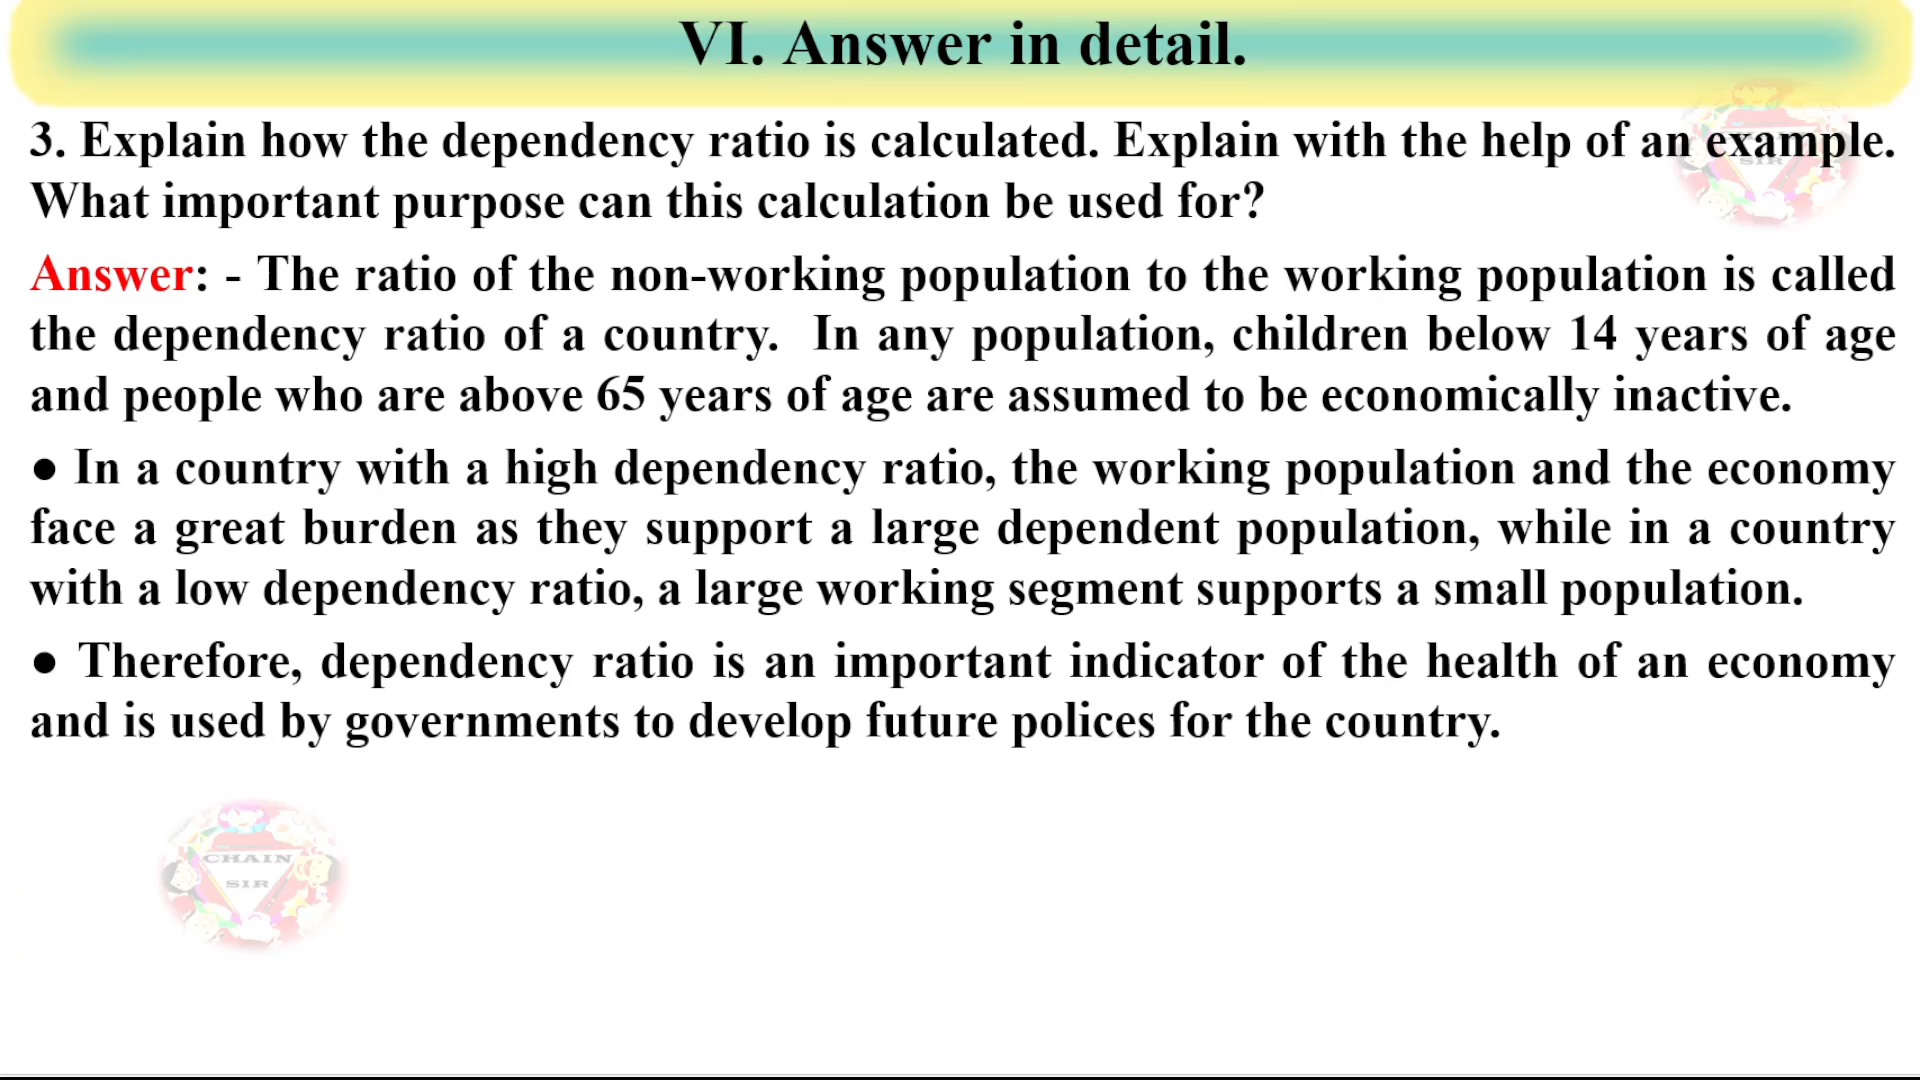 VI. Answer in detail.
3. Explain how the dependency ratio is calculated. Explain with the help of an example.
What important purpose can this calculation be used for?
Answer: - The ratio of the non-working population to the working population is called
the dependency ratio of a country. In any population, children below 14 years of age
and people who are above 65 years of age are assumed to be economically inactive.
● In a country with a high dependency ratio, the working population and the economy
face a great burden as they support a large dependent population, while in a country
with a low dependency ratio, a large working segment supports a small population.
● Therefore, dependency ratio is an important indicator of the health of an economy
and is used by governments to develop future polices for the country.
SIR
CHAIN
SIR